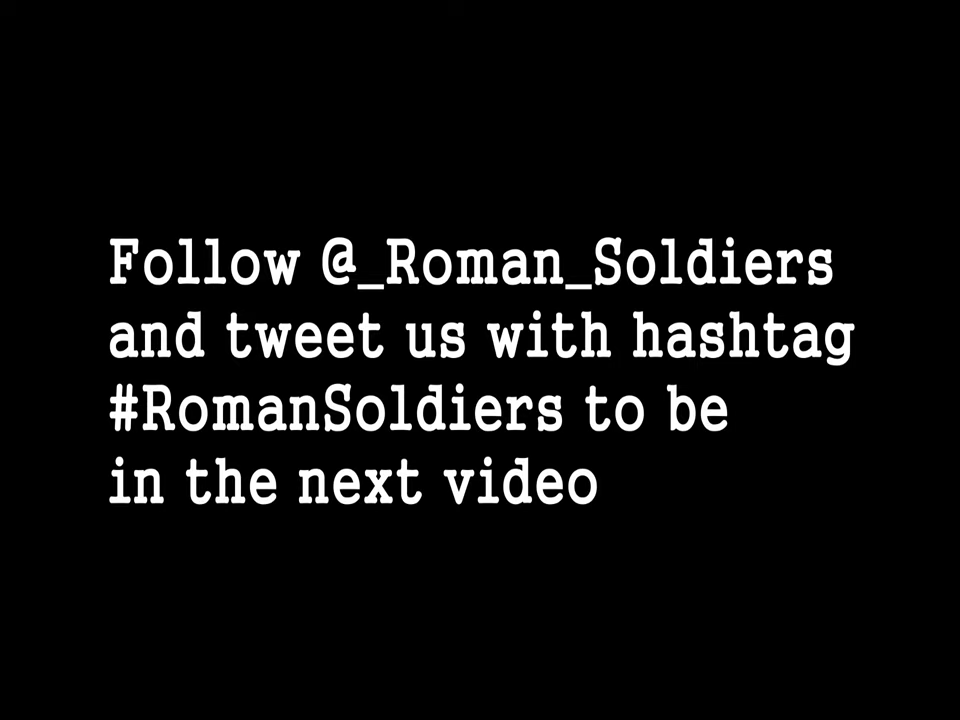 Follow @_Roman_Soldiers
and tweet us with hashtag
#RomanSoldiers to be
in the next video